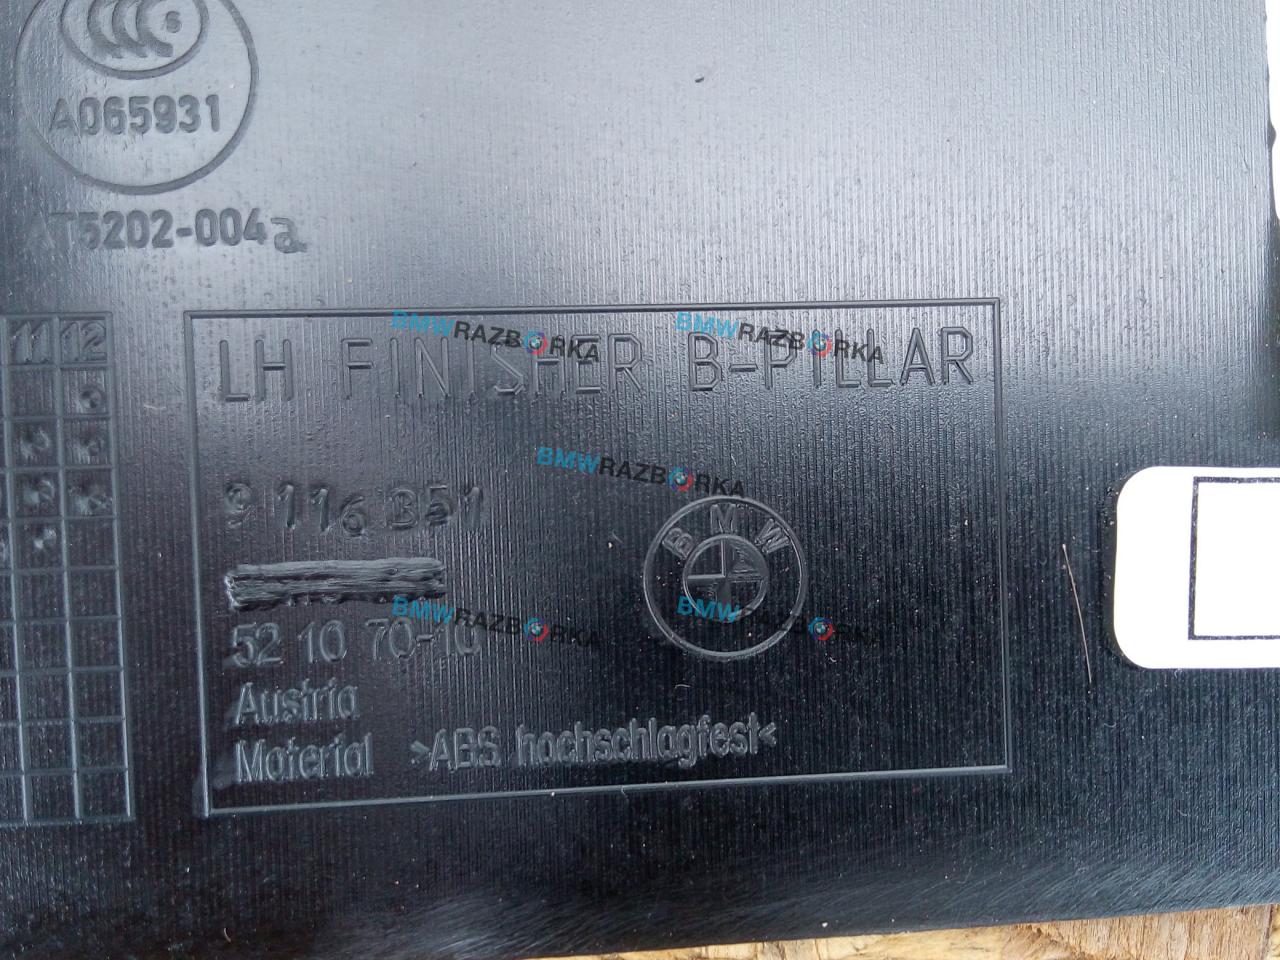 CCC S
A065931
AT5202-004a
11 12
LH FINISHER B-PILLAR
9 116 351
BMW
52 10 70-10
Austria
Material >ABS hochschlagfest<
BMWRAZBORKA
BMWRAZBORKA
BMWRAZBORKA
BMWRAZBORKA
BMWRAZBORKA